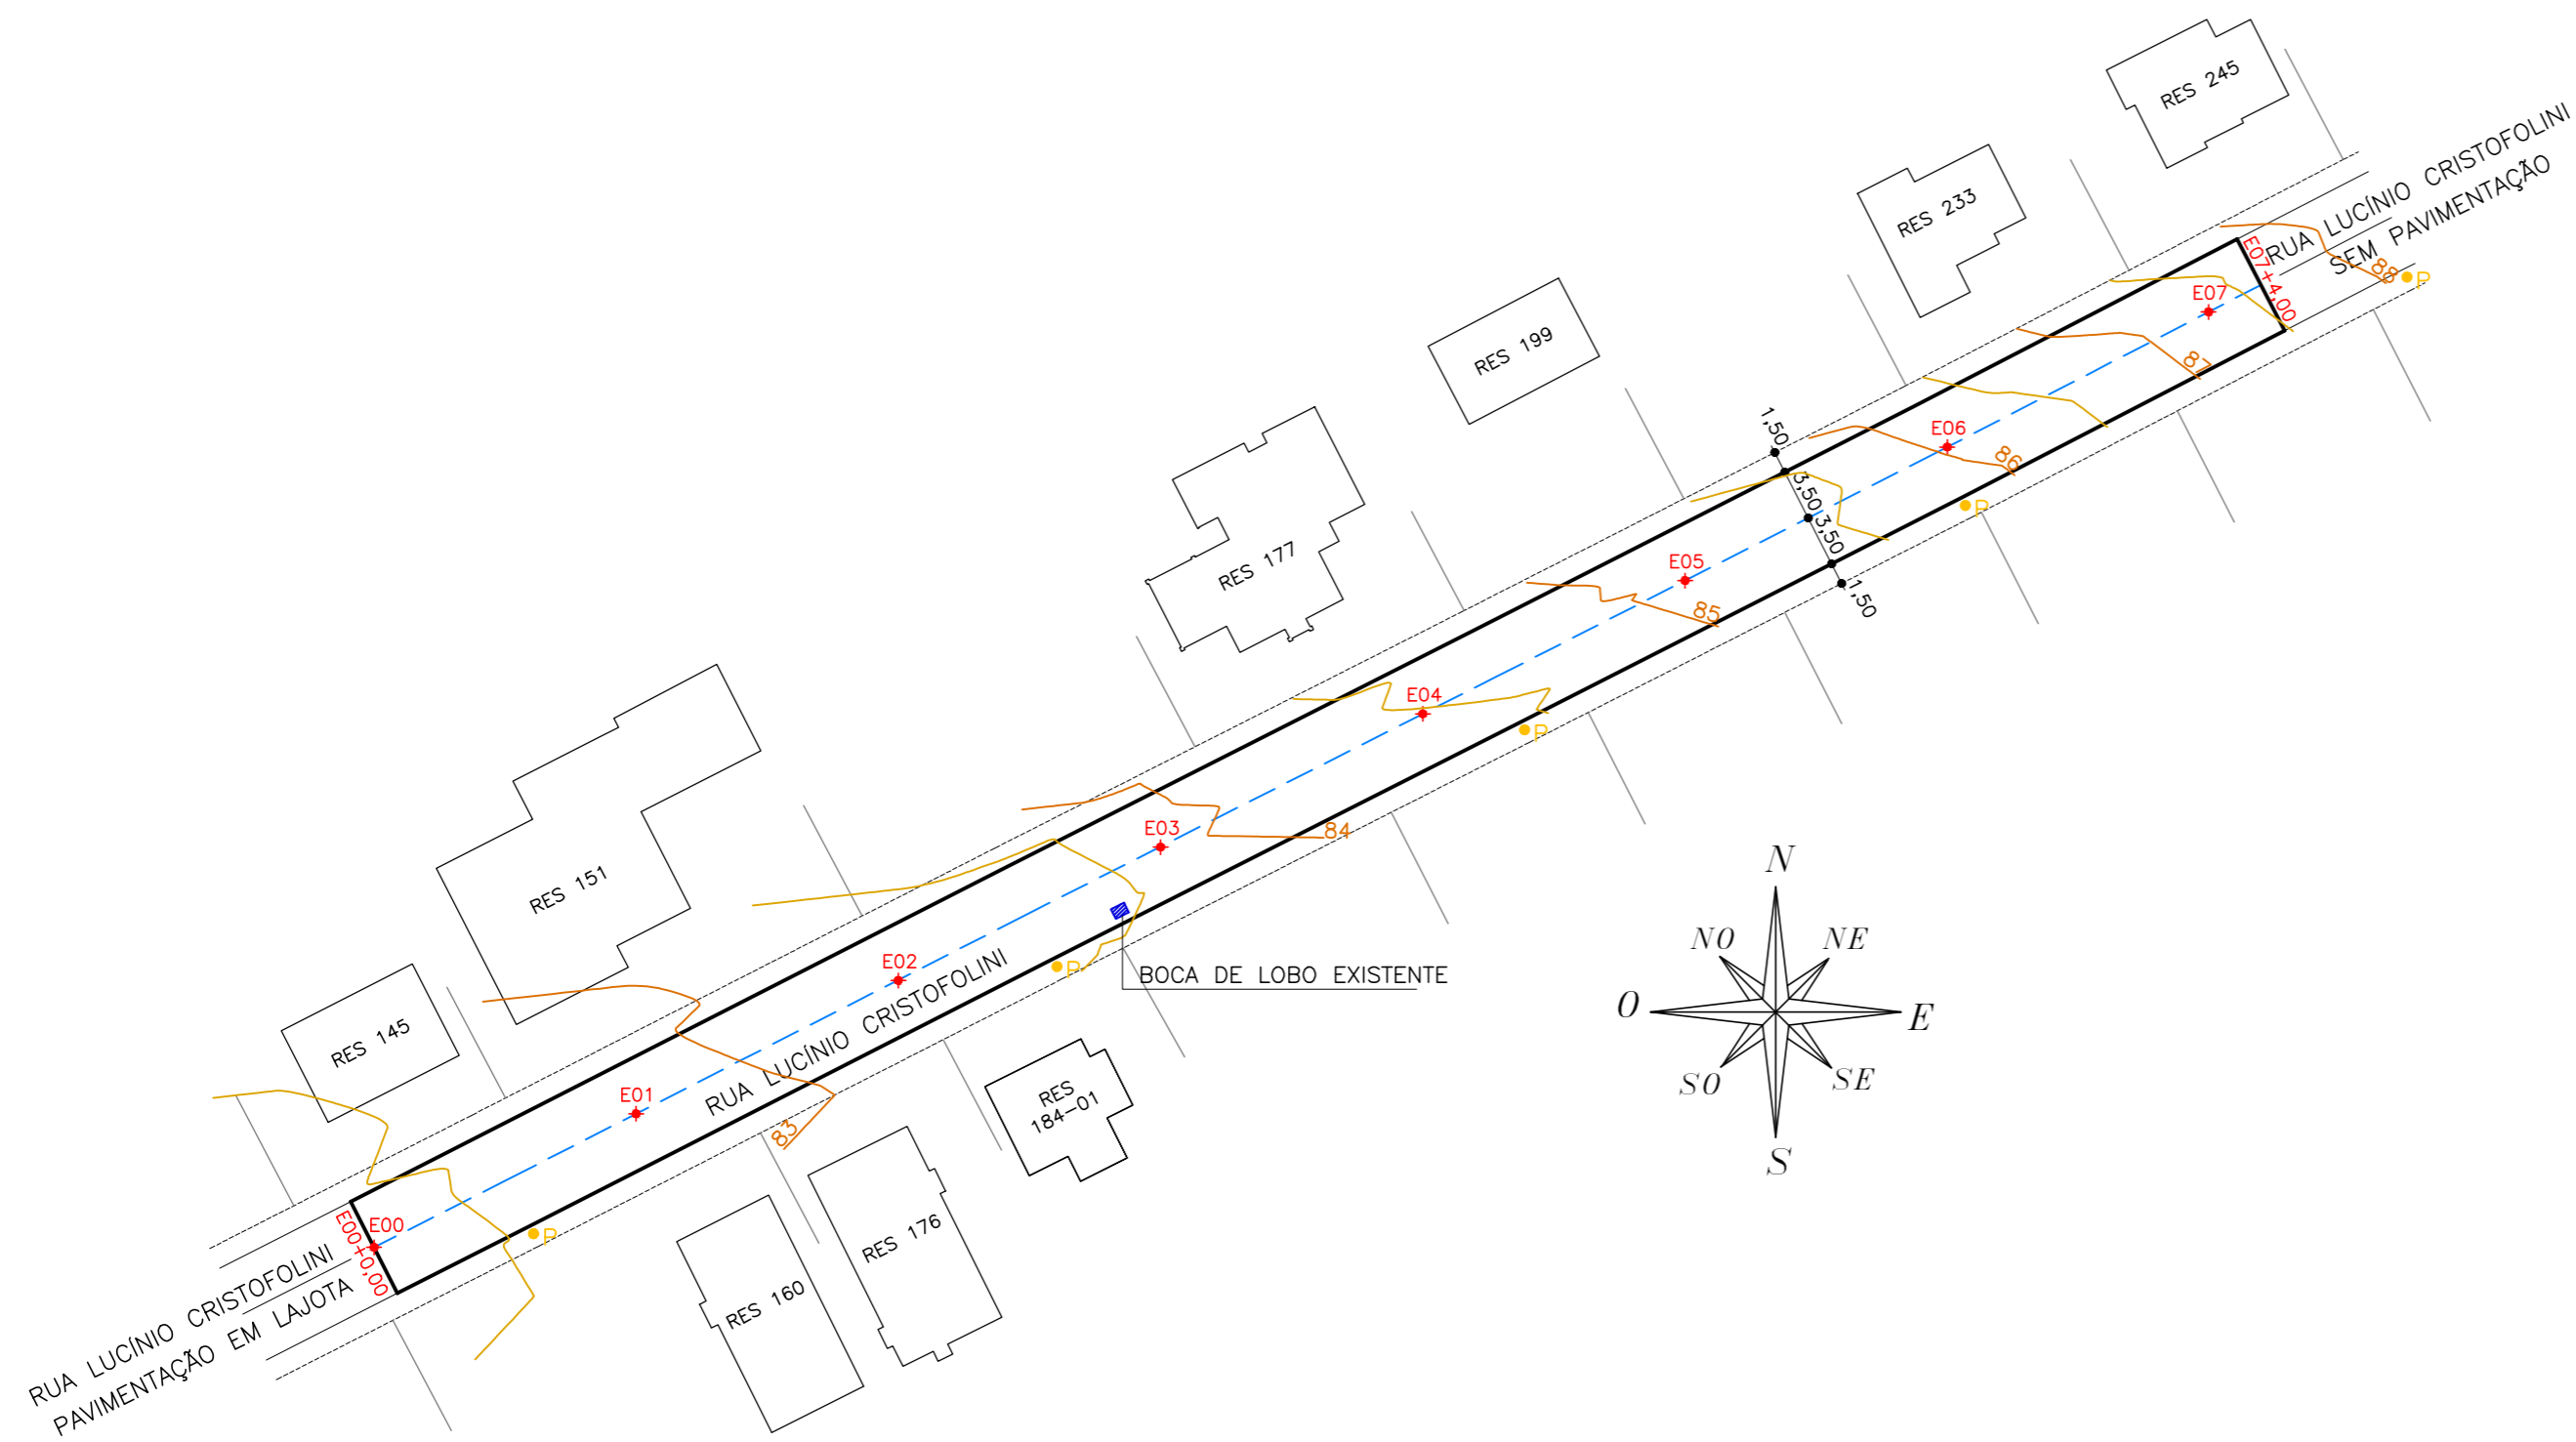 RES 245
RUA LUCÍNIO CRISTOFOLINI
SEM PAVIMENTAÇÃO
RES 233
88
P
E07+4,00
E07
RES 199
87
1,50
3,50
3,50
1,50
E06
86
P
RES 177
E05
85
E04
P
RES 151
E03
84
E02
P
BOCA DE LOBO EXISTENTE
RUA LUCÍNIO CRISTOFOLINI
RES 145
E01
83
RES
184-01
RES 176
RES 160
E00
E00+0,00
P
RUA LUCÍNIO CRISTOFOLINI
PAVIMENTAÇÃO EM LAJOTA
N
NO
NE
O
E
SO
SE
S